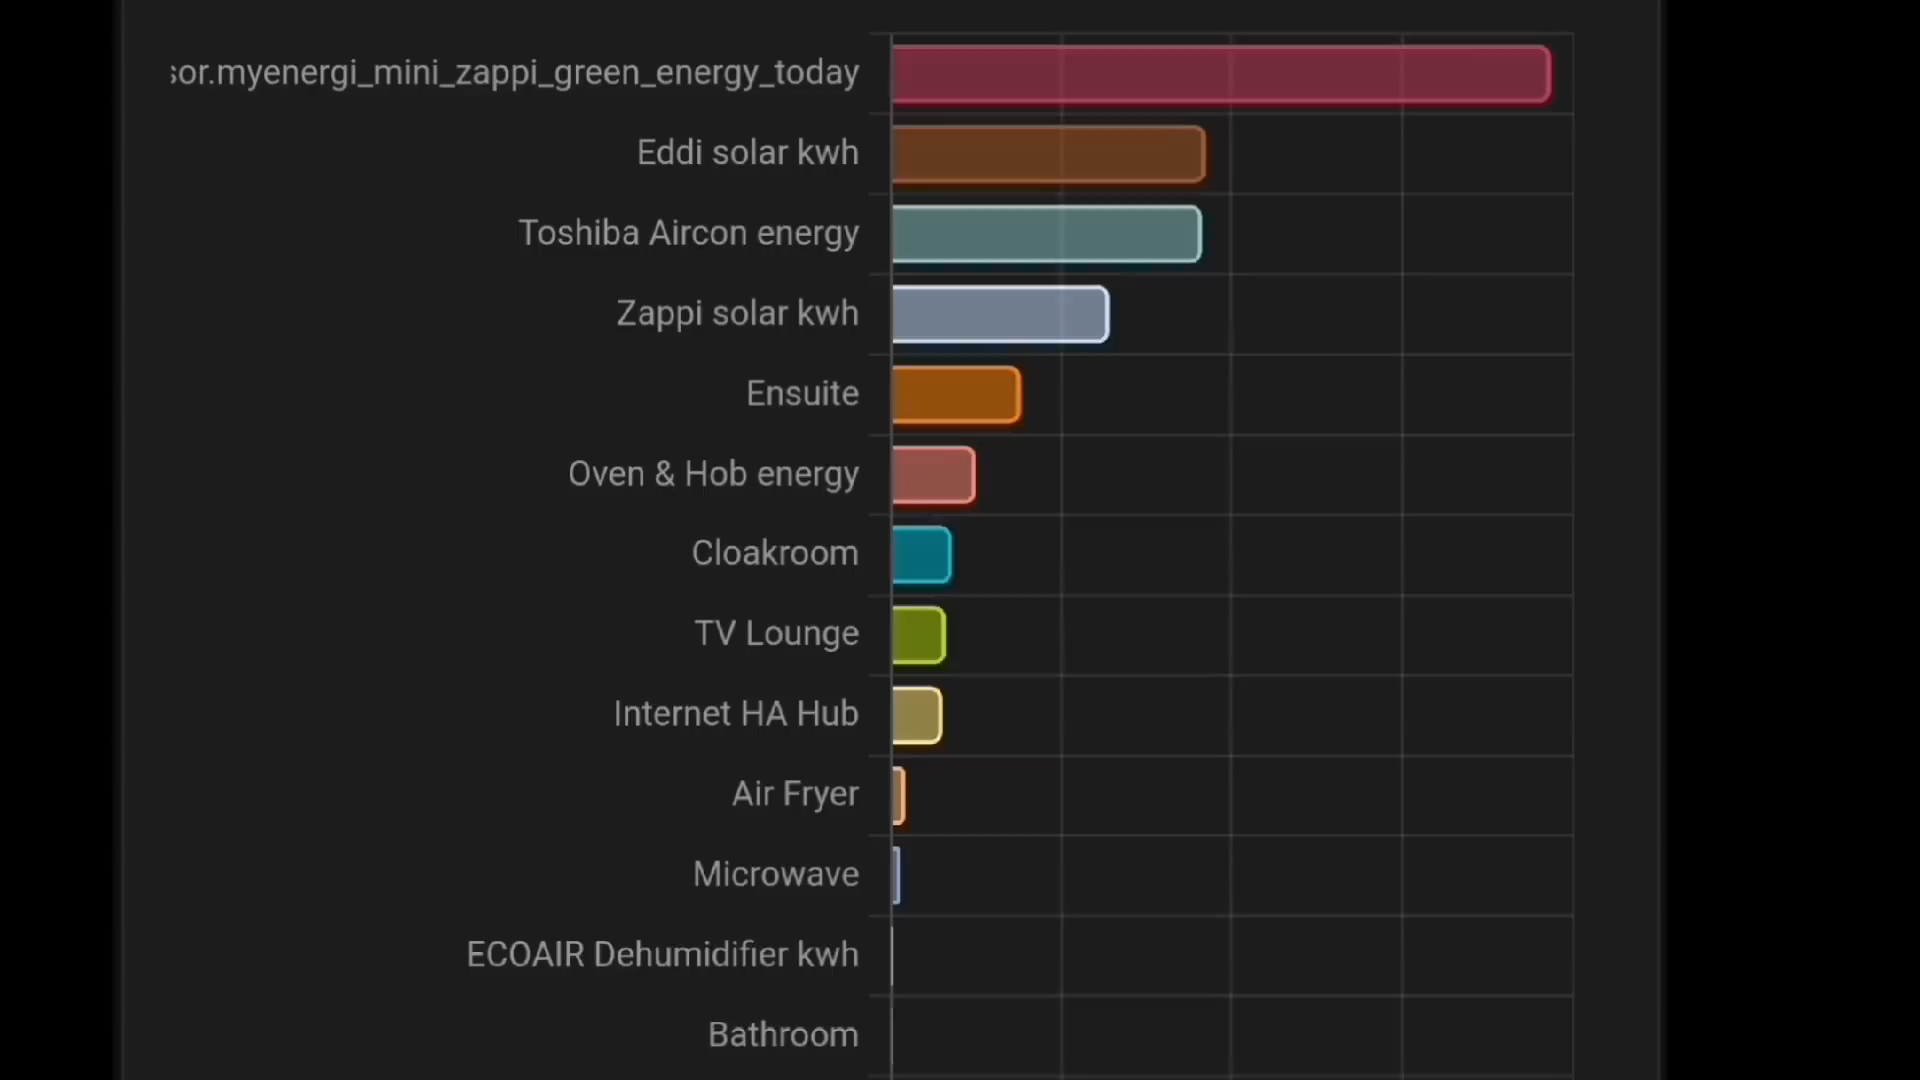 sor.myenergi_mini_zappi_green_energy_today
Eddi solar kwh
Toshiba Aircon energy
Zappi solar kwh
Ensuite
Oven & Hob energy
Cloakroom
TV Lounge
Internet HA Hub
Air Fryer
Microwave
ECOAIR Dehumidifier kwh
Bathroom